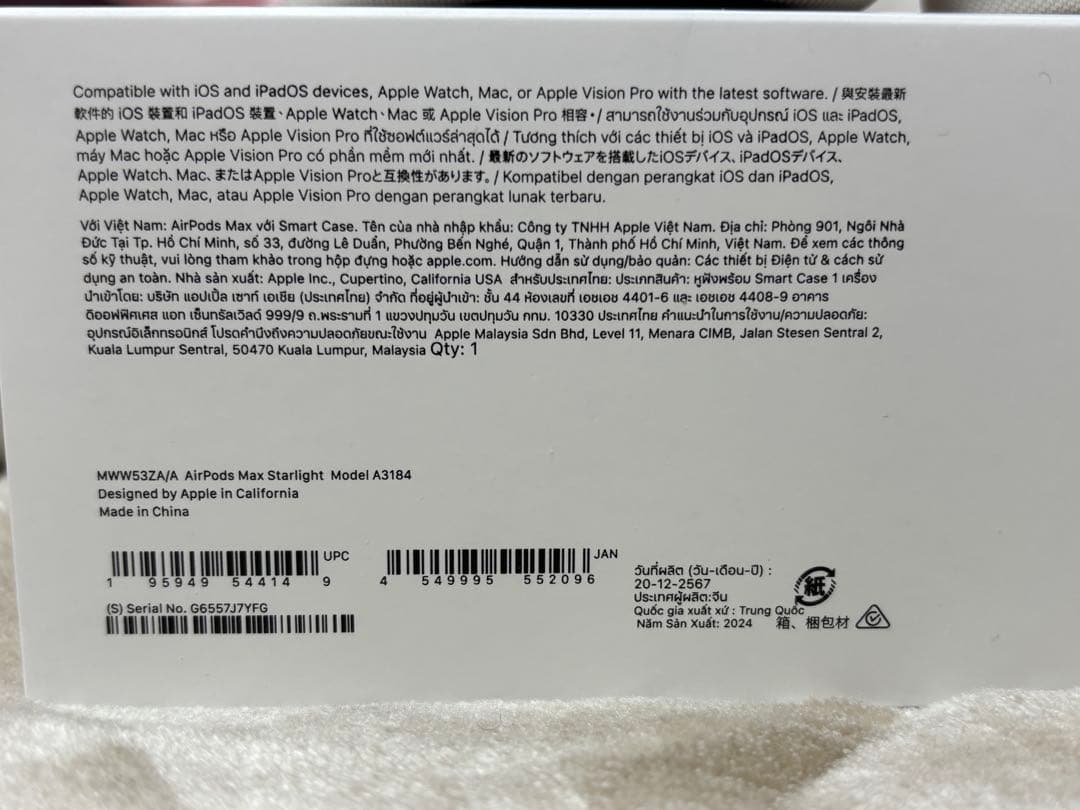 Compatible with iOS and iPadOS devices, Apple Watch, Mac, or Apple Vision Pro with the latest software. / 與安裝最新
軟件的 iOS 裝置和 iPadOS 裝置、Apple Watch、Mac 或 Apple Vision Pro 相容。/ สามารถใช้งานร่วมกับอุปกรณ์ iOS และ iPadOS,
Apple Watch, Mac หรือ Apple Vision Pro ที่ใช้ซอฟต์แวร์ล่าสุดได้ / Tương thích với các thiết bị iOS và iPadOS, Apple Watch,
máy Mac hoặc Apple Vision Pro có phần mềm mới nhất. / 最新のソフトウェアを搭載したiOSデバイス、iPadOSデバイス、
Apple Watch、Mac、またはApple Vision Proと互換性があります。/ Kompatibel dengan perangkat iOS dan iPadOS,
Apple Watch, Mac, atau Apple Vision Pro dengan perangkat lunak terbaru.
Với Việt Nam: AirPods Max với Smart Case. Tên của nhà nhập khẩu: Công ty TNHH Apple Việt Nam. Địa chỉ: Phòng 901, Ngôi Nhà
Đức Tại Tp. Hồ Chí Minh, số 33, đường Lê Duẩn, Phường Bến Nghé, Quận 1, Thành phố Hồ Chí Minh, Việt Nam. Để xem các thông
số kỹ thuật, vui lòng tham khảo trong hộp đựng hoặc apple.com. Hướng dẫn sử dụng/bảo quản: Các thiết bị Điện tử & cách sử
dụng an toàn. Nhà sản xuất: Apple Inc., Cupertino, California USA สำหรับประเทศไทย: ประเภทสินค้า: หูฟังพร้อม Smart Case 1 เครื่อง
นำเข้าโดย: บริษัท แอปเปิ้ล เซาท์ เอเชีย (ประเทศไทย) จำกัด ที่อยู่ผู้นำเข้า: ชั้น 44 ห้องเลขที่ เอชเอช 4401-6 และ เอชเอช 4408-9 อาคาร
ดิออฟฟิศเศส แอท เซ็นทรัลเวิลด์ 999/9 ถ.พระรามที่ 1 แขวงปทุมวัน เขตปทุมวัน กทม. 10330 ประเทศไทย คำแนะนำในการใช้งาน/ความปลอดภัย:
อุปกรณ์อิเล็กทรอนิกส์ โปรดคำนึงถึงความปลอดภัยขณะใช้งาน Apple Malaysia Sdn Bhd, Level 11, Menara CIMB, Jalan Stesen Sentral 2,
Kuala Lumpur Sentral, 50470 Kuala Lumpur, Malaysia Qty: 1
MWW53ZA/A AirPods Max Starlight Model A3184
Designed by Apple in California
Made in China
UPC
1 95949 54414 9
JAN
4 549995 552096
(S) Serial No. G6557J7YFG
วันที่ผลิต (วัน-เดือน-ปี) :
20-12-2567
ประเทศผู้ผลิต:จีน
Quốc gia xuất xứ : Trung Quốc
Năm Sản Xuất: 2024
紙
箱、梱包材